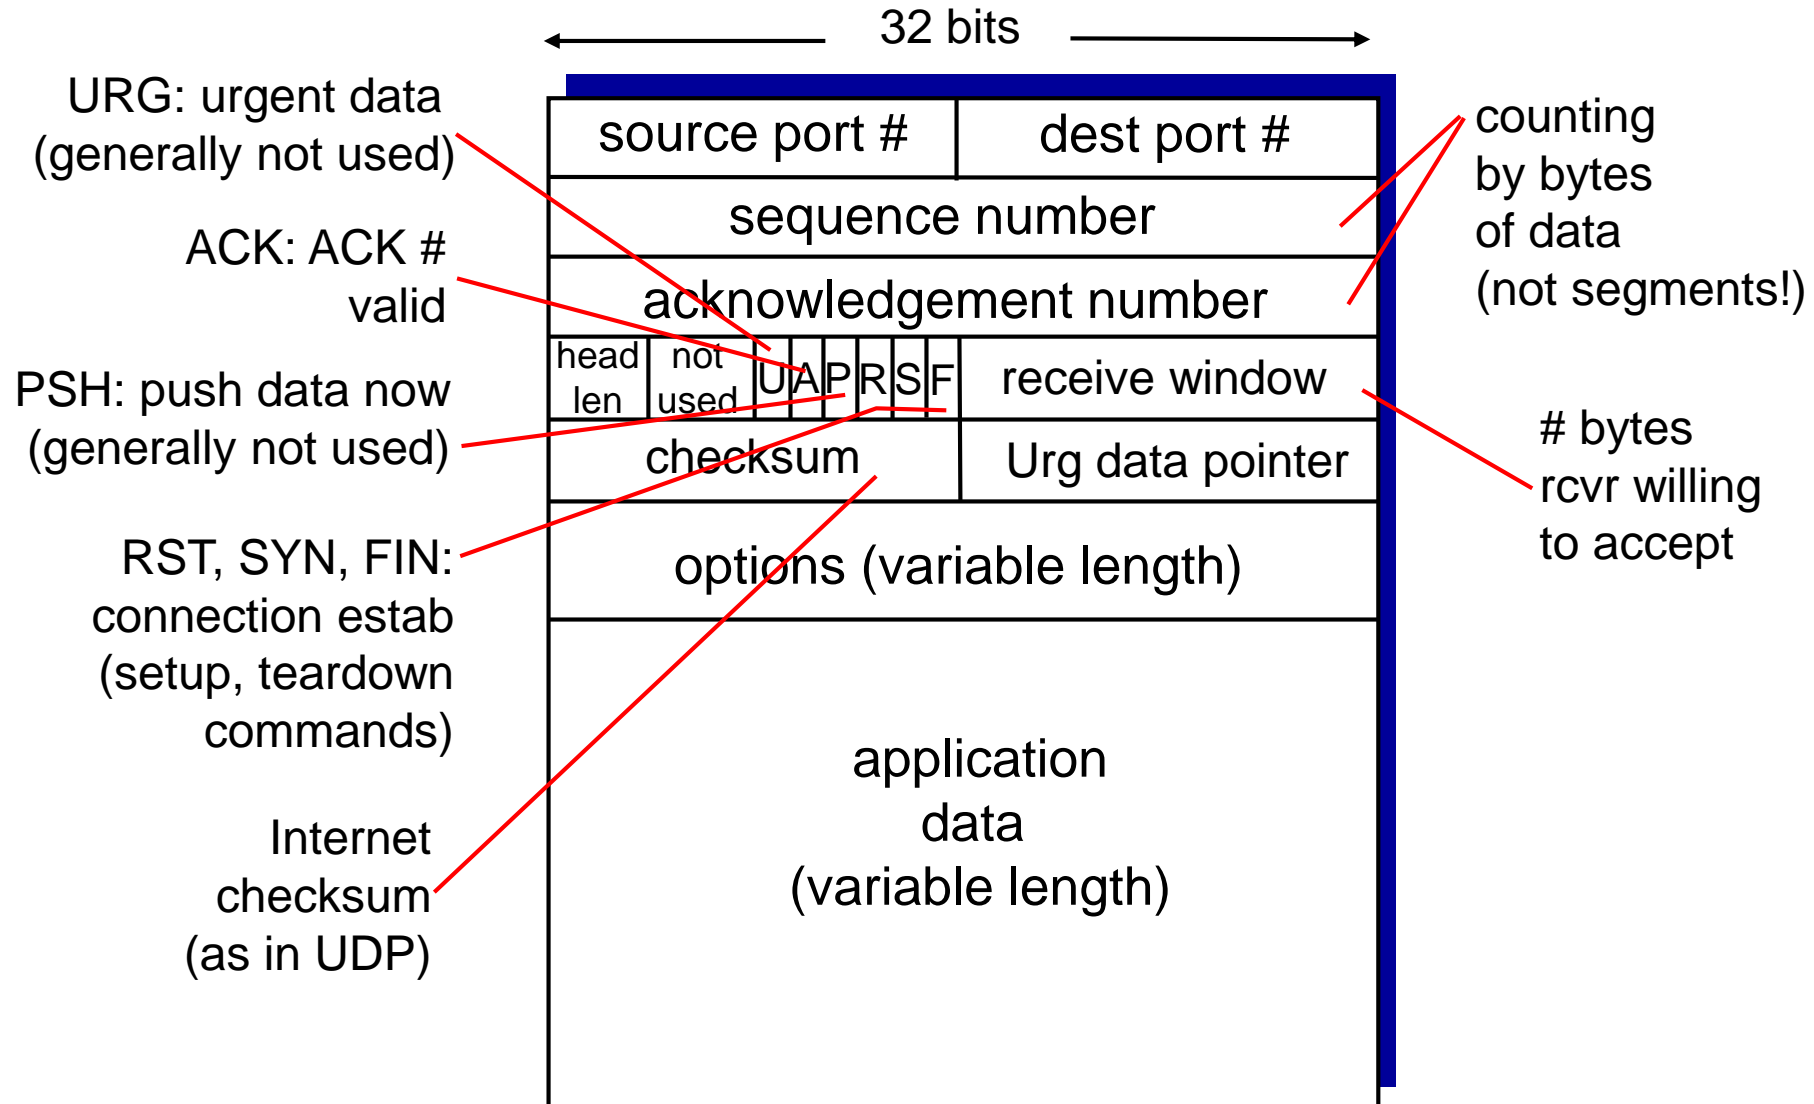 32 bits
URG: urgent data
(generally not used)
ACK: ACK #
valid
PSH: push data now
(generally not used)
RST, SYN, FIN:
connection estab
(setup, teardown
commands)
Internet
checksum
(as in UDP)
source port #
dest port #
sequence number
acknowledgement number
head
len
not
used
U
A
P
R
S
F
receive window
checksum
Urg data pointer
options (variable length)
application
data
(variable length)
counting
by bytes
of data
(not segments!)
# bytes
rcvr willing
to accept